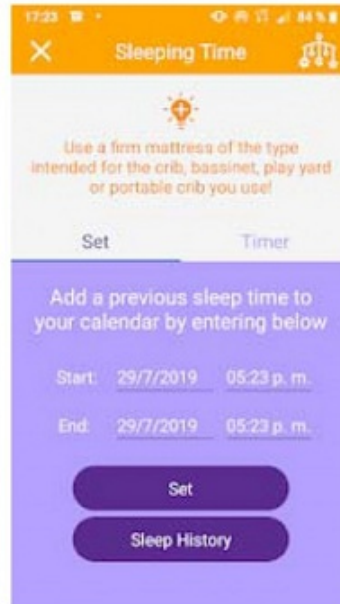 17:23
84 %
Sleeping Time
Use a firm mattress of the type
intended for the crib, bassinet, play yard
or portable crib you use!
Set Timer
Add a previous sleep time to
your calendar by entering below
Start: 29/7/2019 05:23 p. m.
End: 29/7/2019 05:23 p. m.
Set
Sleep History